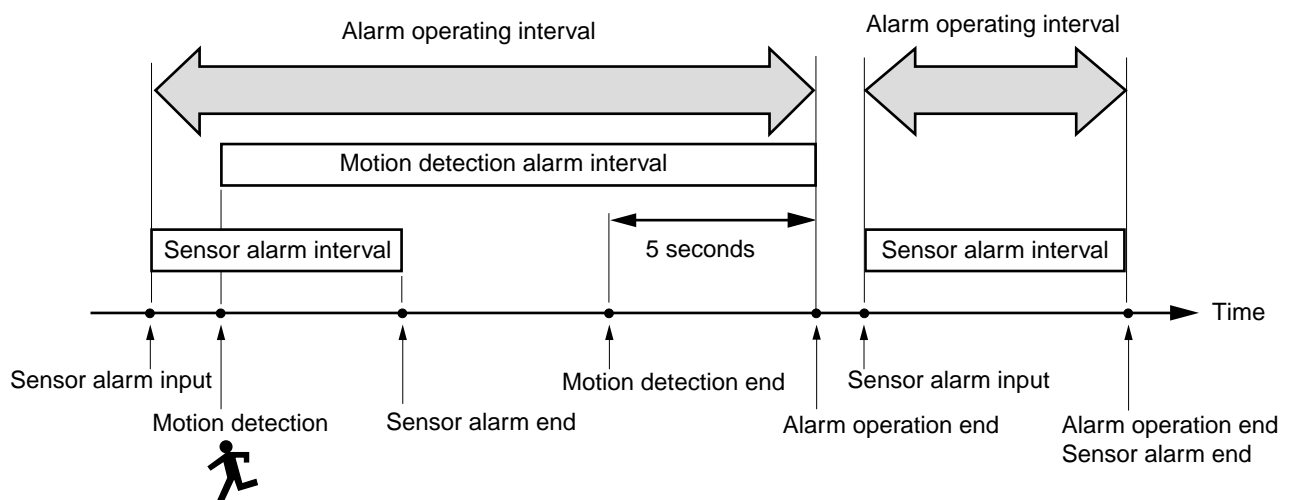 Alarm operating interval
Alarm operating interval
Motion detection alarm interval
Sensor alarm interval
5 seconds
Sensor alarm interval
Time
Sensor alarm input
Motion detection end
Sensor alarm input
Motion detection
Sensor alarm end
Alarm operation end
Alarm operation end
Sensor alarm end